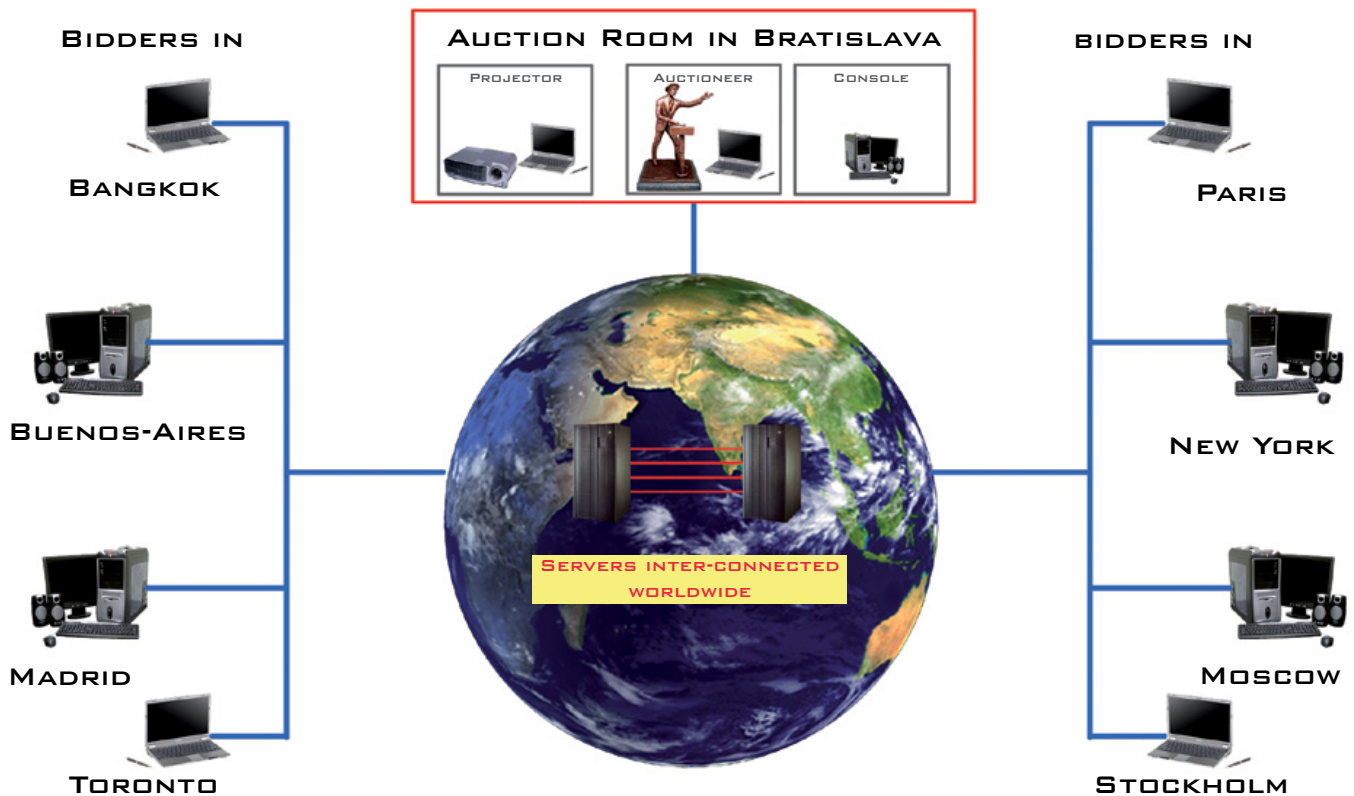 Bidders in
Bangkok
Buenos-Aires
Madrid
Toronto
Auction Room in Bratislava
Projector
Auctioneer
Console
Servers inter-connected
worldwide
bidders in
Paris
New York
Moscow
Stockholm